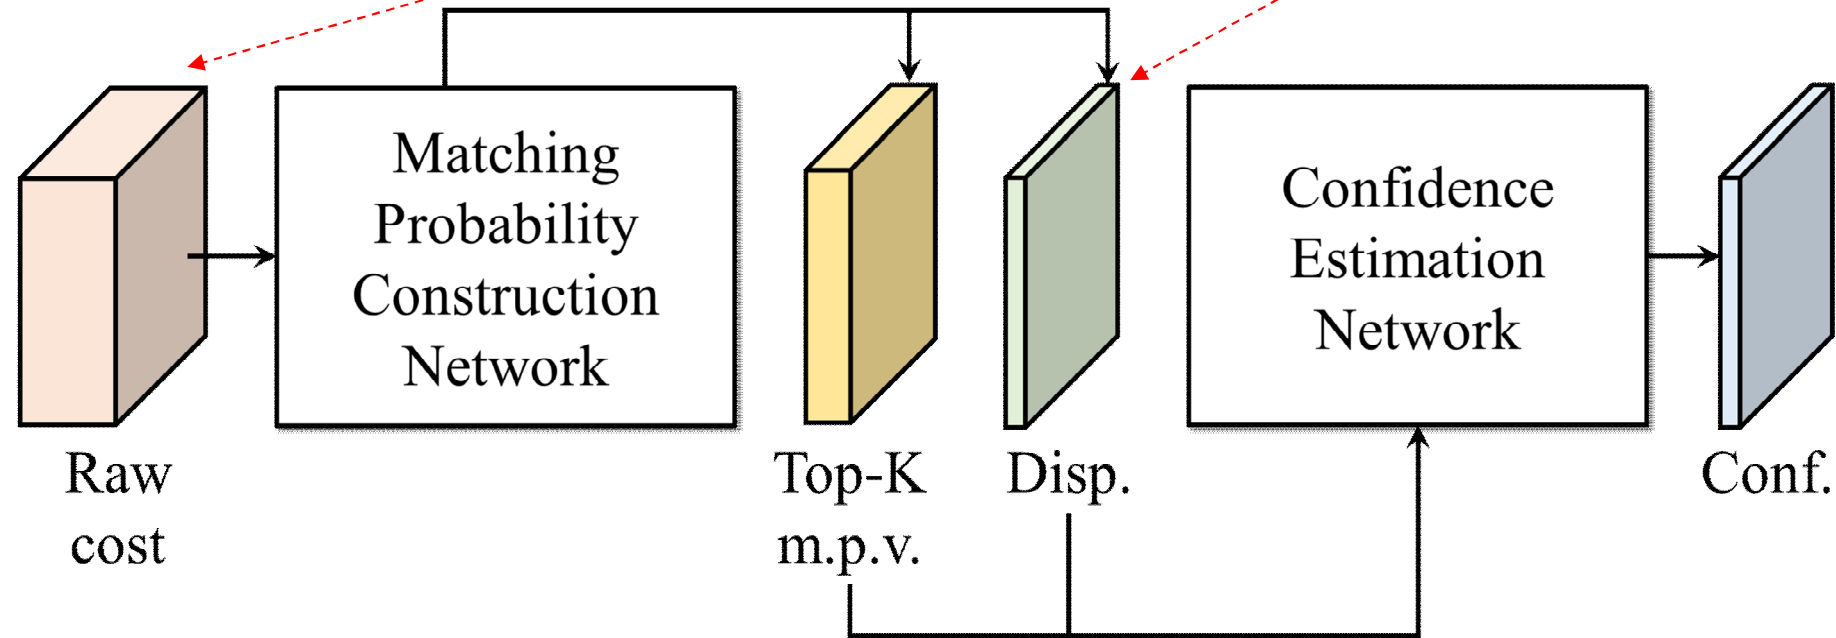 Raw
cost
Matching
Probability
Construction
Network
Top-K
m.p.v.
Disp.
Confidence
Estimation
Network
Conf.